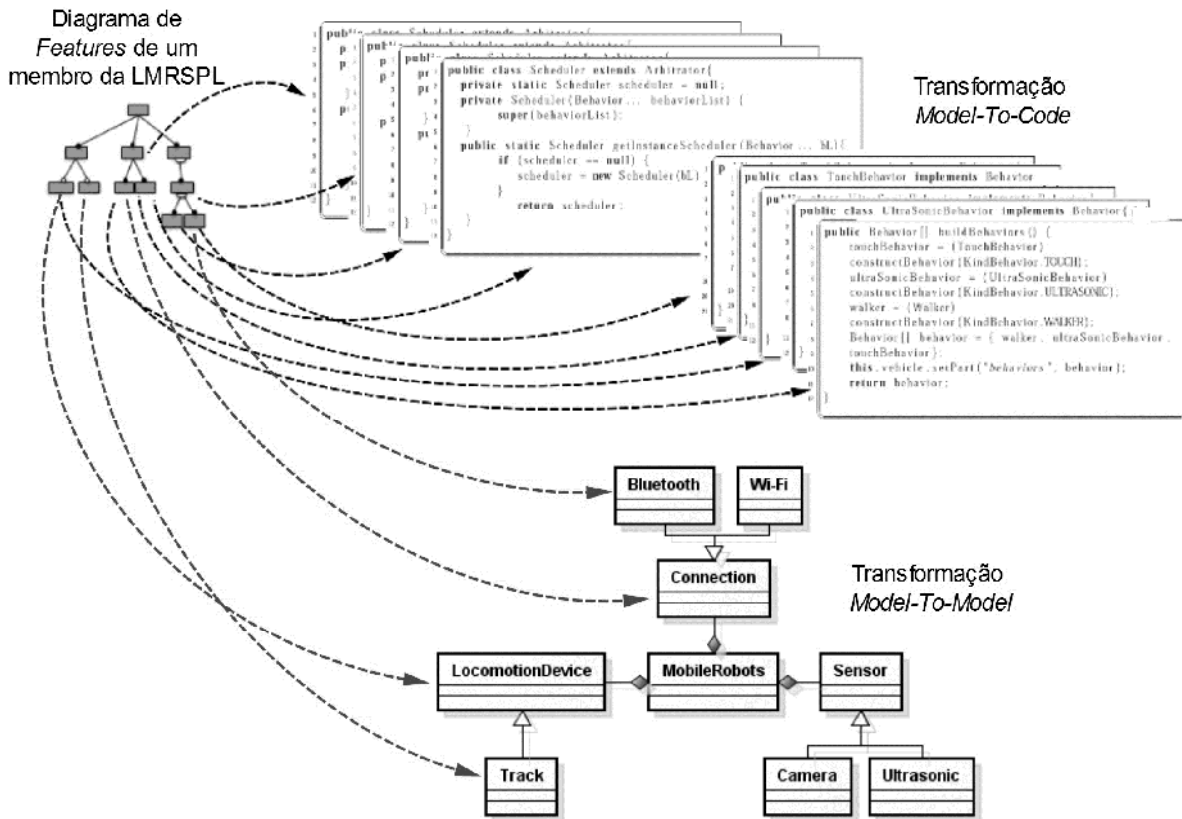 Diagrama de
Features de um
membro da LMRSPL
public class Scheduler extends Arbitrator{
private static Scheduler scheduler = null;
private Scheduler(Behavior... behaviorList) {
super(behaviorList);
}
public static Scheduler getInstanceScheduler(Behavior... bL){
if (scheduler == null) {
scheduler = new Scheduler(bL)
}
return scheduler;
}
}
Transformação
Model-To-Code
public class TouchBehavior implements Behavior
public class UltraSonicBehavior implements Behavior{
public Behavior[] buildBehaviors() {
touchBehavior = (TouchBehavior)
constructBehavior(KindBehavior.TOUCH);
ultraSonicBehavior = (UltraSonicBehavior)
constructBehavior(KindBehavior.ULTRASONIC);
walker = (Walker)
constructBehavior(KindBehavior.WALKER);
Behavior[] behavior = { walker, ultraSonicBehavior,
touchBehavior};
this.vehicle.setPart("behaviors", behavior);
return behavior;
}
Bluetooth
Wi-Fi
Connection
Transformação
Model-To-Model
LocomotionDevice
MobileRobots
Sensor
Track
Camera
Ultrasonic